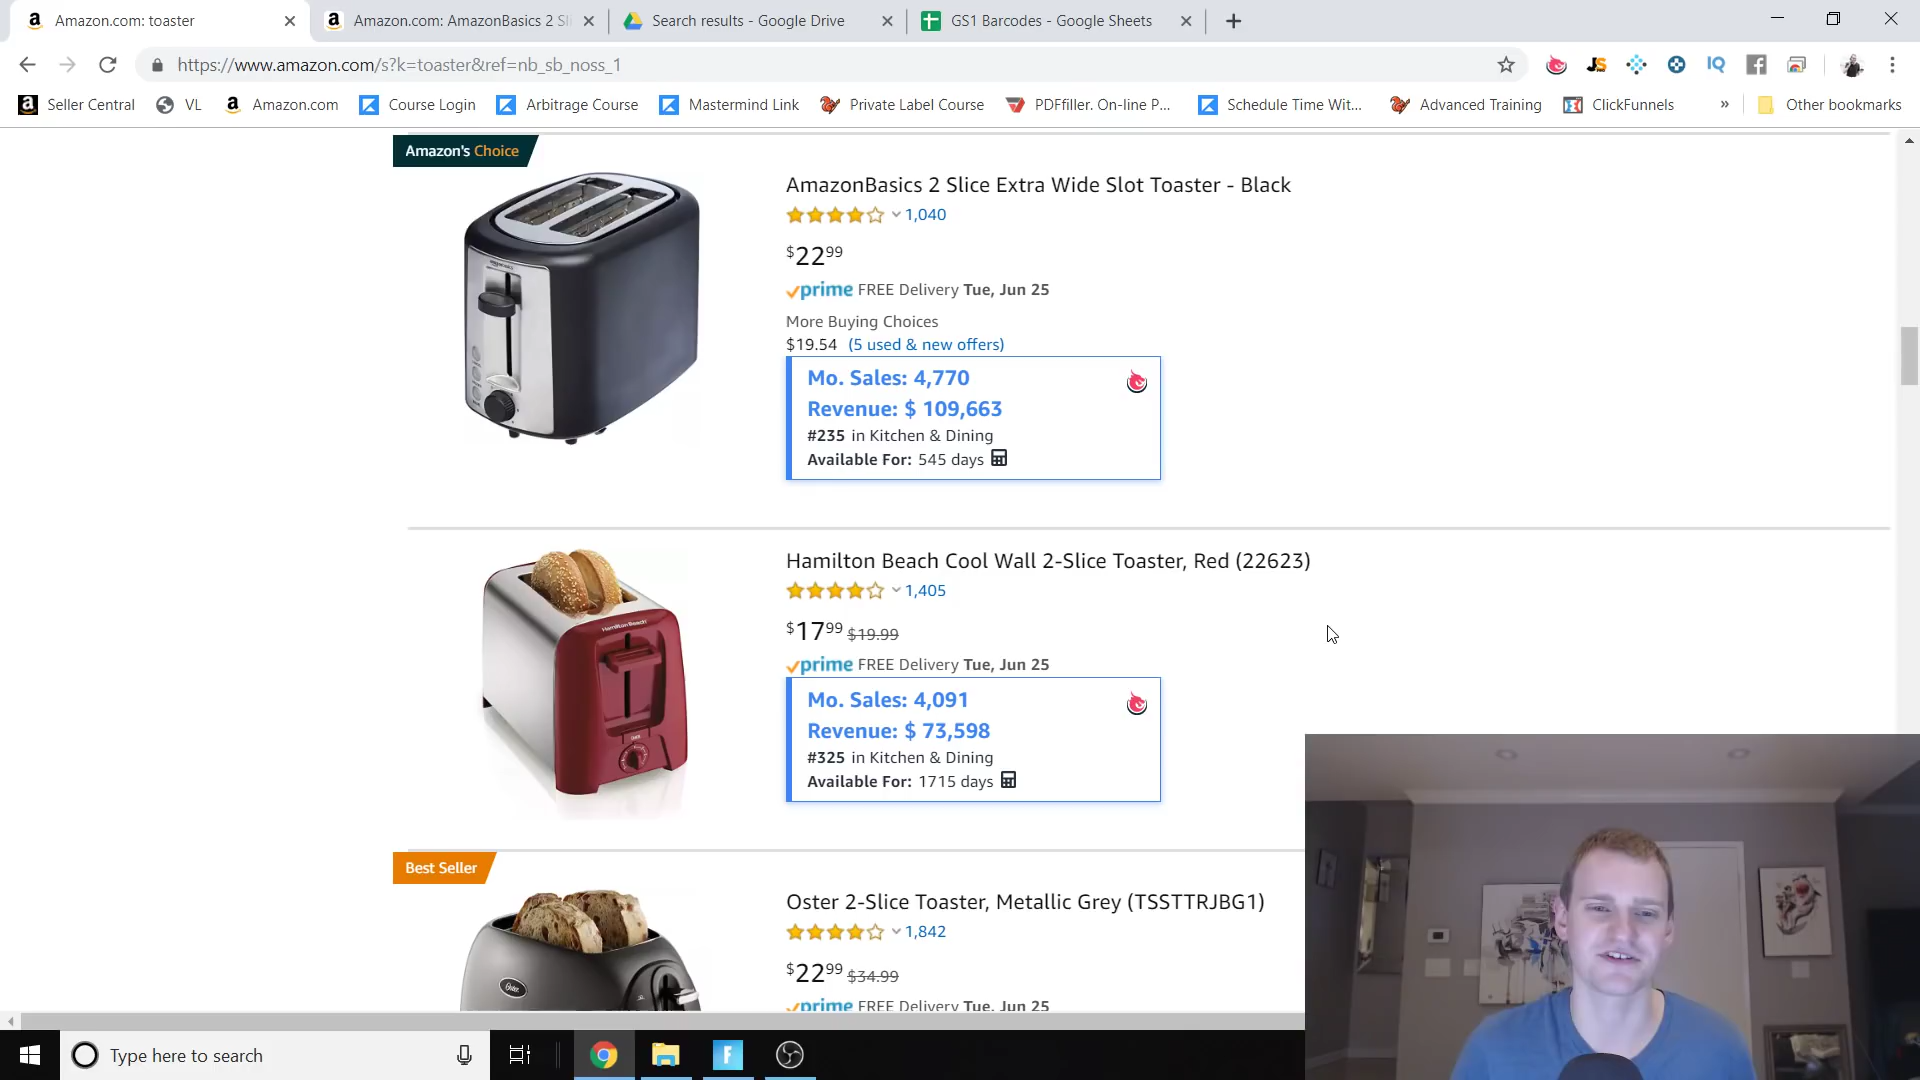 Amazon.com: toaster
Amazon.com: AmazonBasics 2 Sli
Search results - Google Drive
GS1 Barcodes - Google Sheets
https://www.amazon.com/s?k=toaster&ref=nb_sb_noss_1
Seller Central
VL
Amazon.com
Course Login
Arbitrage Course
Mastermind Link
Private Label Course
PDFfiller. On-line P...
Schedule Time Wit...
Advanced Training
ClickFunnels
»
Other bookmarks
Amazon's Choice
AmazonBasics 2 Slice Extra Wide Slot Toaster - Black
1,040
$22 99
prime FREE Delivery Tue, Jun 25
More Buying Choices
$19.54 (5 used & new offers)
Mo. Sales: 4,770
Revenue: $ 109,663
#235 in Kitchen & Dining
Available For: 545 days
Hamilton Beach Cool Wall 2-Slice Toaster, Red (22623)
1,405
$17 99 $19.99
prime FREE Delivery Tue, Jun 25
Mo. Sales: 4,091
Revenue: $ 73,598
#325 in Kitchen & Dining
Available For: 1715 days
Hamilton Beach
Best Seller
Oster 2-Slice Toaster, Metallic Grey (TSSTTRJBG1)
1,842
$22 99 $34.99
prime FREE Delivery Tue, Jun 25
Oster
Type here to search